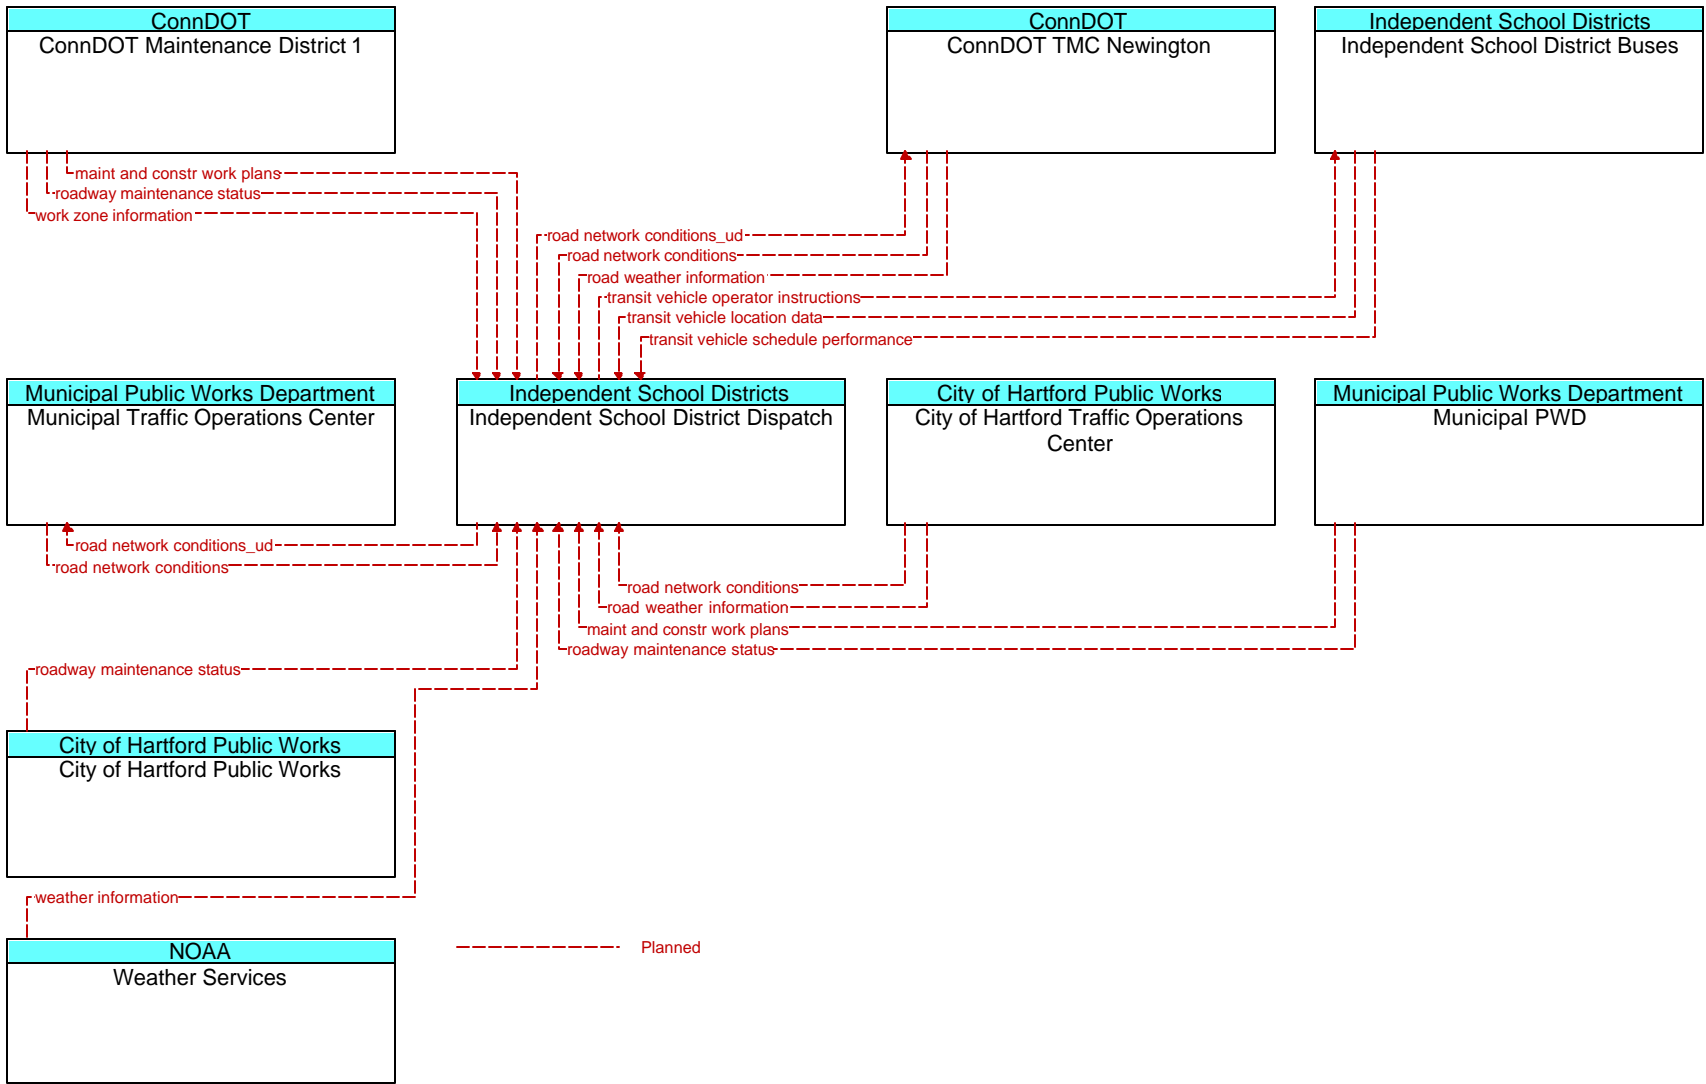 ConnDOT
ConnDOT Maintenance District 1
ConnDOT
ConnDOT TMC Newington
Independent School Districts
Independent School District Buses
maint and constr work plans
roadway maintenance status
work zone information
road network conditions_ud
road network conditions
road weather information
transit vehicle operator instructions
transit vehicle location data
transit vehicle schedule performance
Municipal Public Works Department
Municipal Traffic Operations Center
Independent School Districts
Independent School District Dispatch
City of Hartford Public Works
City of Hartford Traffic Operations
Center
Municipal Public Works Department
Municipal PWD
road network conditions_ud
road network conditions
road network conditions
road weather information
maint and constr work plans
roadway maintenance status
roadway maintenance status
City of Hartford Public Works
City of Hartford Public Works
weather information
NOAA
Weather Services
Planned